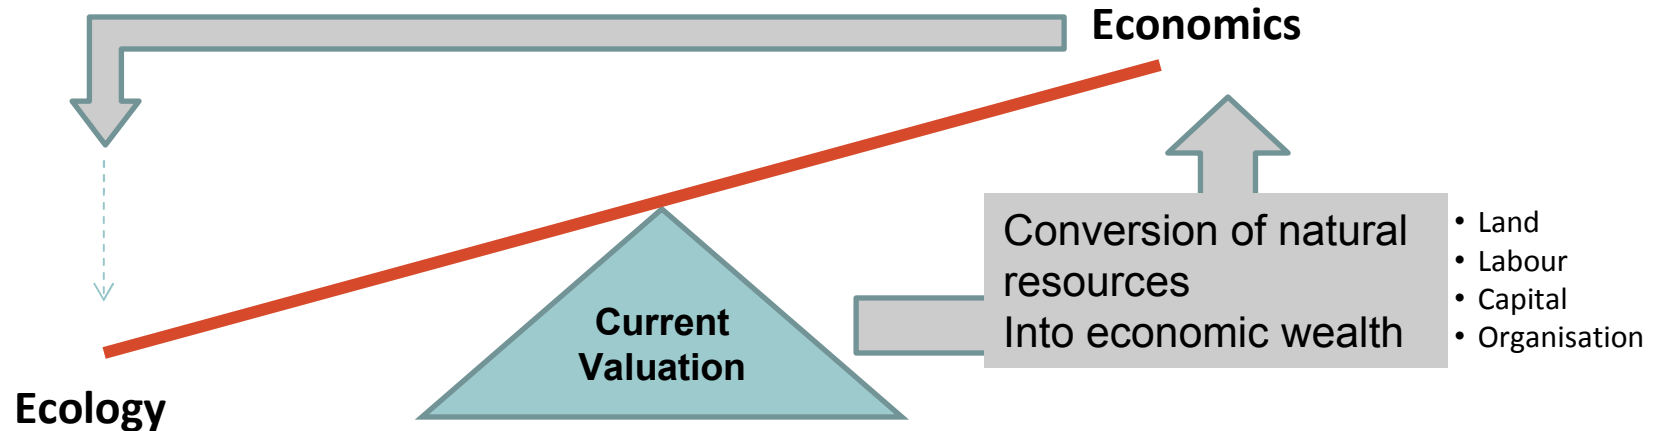 Economics
Conversion of natural
resources
Into economic wealth
• Land
• Labour
• Capital
• Organisation
Current
Valuation
Ecology